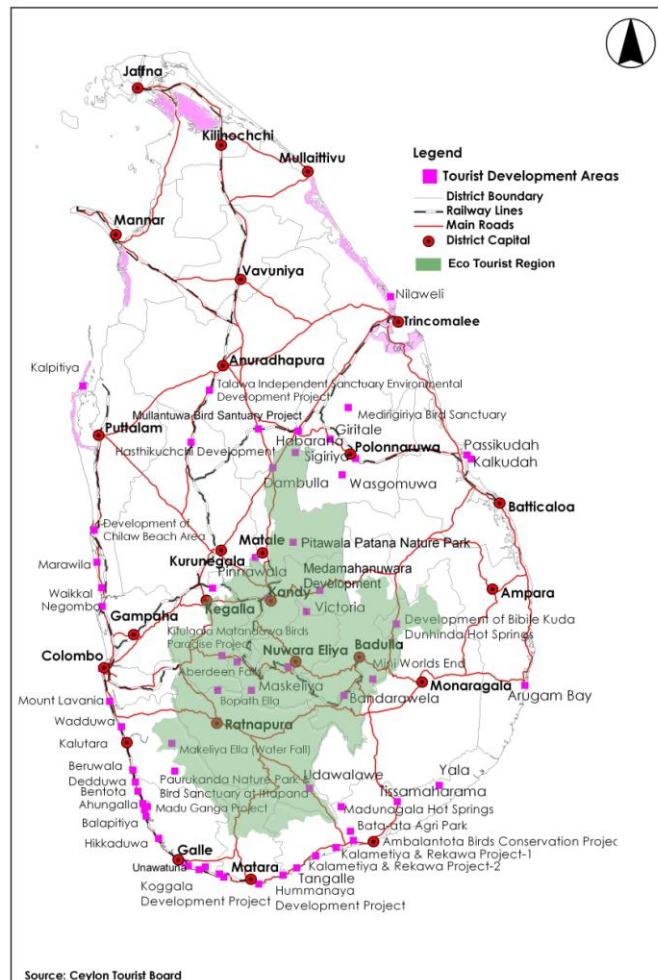 Jaffna
Kilinochchi
Mullaittivu
Legend
Tourist Development Areas
District Boundary
Railway Lines
Main Roads
District Capital
Eco Tourist Region
Mannar
Vavuniya
Nilaweli
Trincomalee
Anuradhapura
Kalpitiya
Talawa Independent Sanctuary Environmental
Development Project
Mullantuwa Bird Santuary Project
Medirigiriya Bird Sanctuary
Puttalam
Habarana
Giritale
Hasthikuchchi Development
Sigiriya
Polonnaruwa
Passikudah
Kalkudah
Dambulla
Wasgomuwa
Batticaloa
Development of
Chilaw Beach Area
Matale
Pitawala Patana Nature Park
Kurunegala
Marawila
Pinnawala
Medamahanuwara
Development
Waikkal
Ampara
Negombo
Kegalla
Kandy
Victoria
Gampaha
Development of Bibile Kuda
Dunhinda Hot Springs
Kitulgala Matandawa Birds
Paradise Project
Nuwara Eliya
Badulla
Colombo
Aberdeen Falls
Mini Worlds End
Maskeliya
Monaragala
Mount Lavania
Bopath Ella
Bandarawela
Arugam Bay
Wadduwa
Ratnapura
Kalutara
Makeliya Ella (Water Fall)
Beruwala
Paurukanda Nature Park &
Bird Sanctuary at Ittapana
Udawalawe
Yala
Dedduwa
Tissamaharama
Bentota
Ahungalla
Madu Ganga Project
Madunagola Hot Springs
Balapitiya
Bata-ata Agri Park
Hikkaduwa
Ambalantota Birds Conservation Projec
Galle
Kalametiya & Rekawa Project-1
Unawatuna
Matara
Kalametiya & Rekawa Project-2
Koggala
Development Project
Tangalle
Hummanaya
Development Project
Source: Ceylon Tourist Board